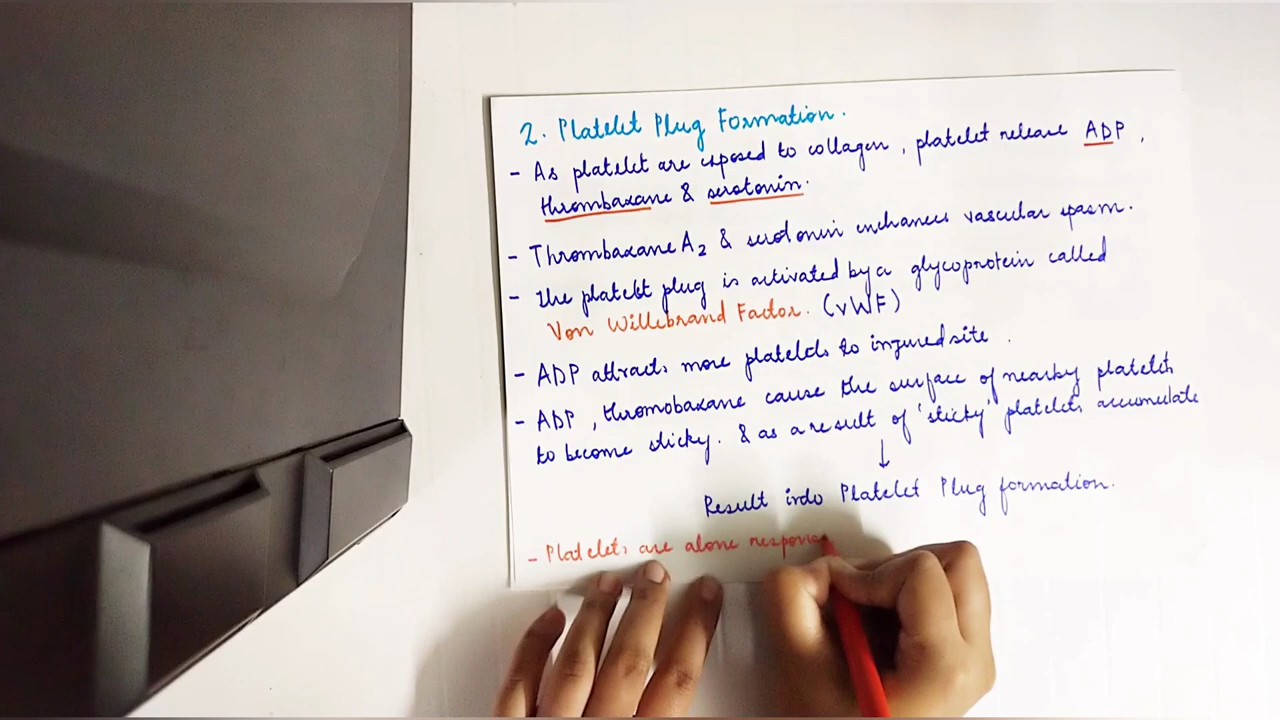 2. Platelet Plug Formation.
- As platelet are exposed to collagen, platelet release ADP,
thrombaxane & serotonin.
- Thrombaxane A2 & serotonin enchances vascular spasm.
- The platelet plug is activated by a glycoprotein called
Von Willebrand Factor. (vWF)
- ADP attracts more platelets to injured site.
- ADP, thromobaxane cause the surface of nearby platelets
to become sticky. & as a result of 'sticky' platelets accumulate
↓
Result into Platelet Plug formation.
- Platelets are alone respons